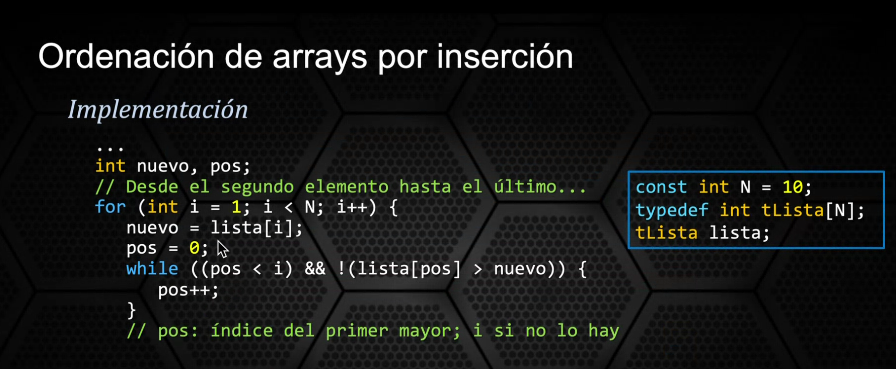 Ordenación de arrays por inserción
Implementación
...
int nuevo, pos;
// Desde el segundo elemento hasta el último...
for (int i = 1; i < N; i++) {
nuevo = lista[i];
pos = 0;
while ((pos < i) && !(lista[pos] > nuevo)) {
pos++;
}
// pos: índice del primer mayor; i si no lo hay
const int N = 10;
typedef int tLista[N];
tLista lista;